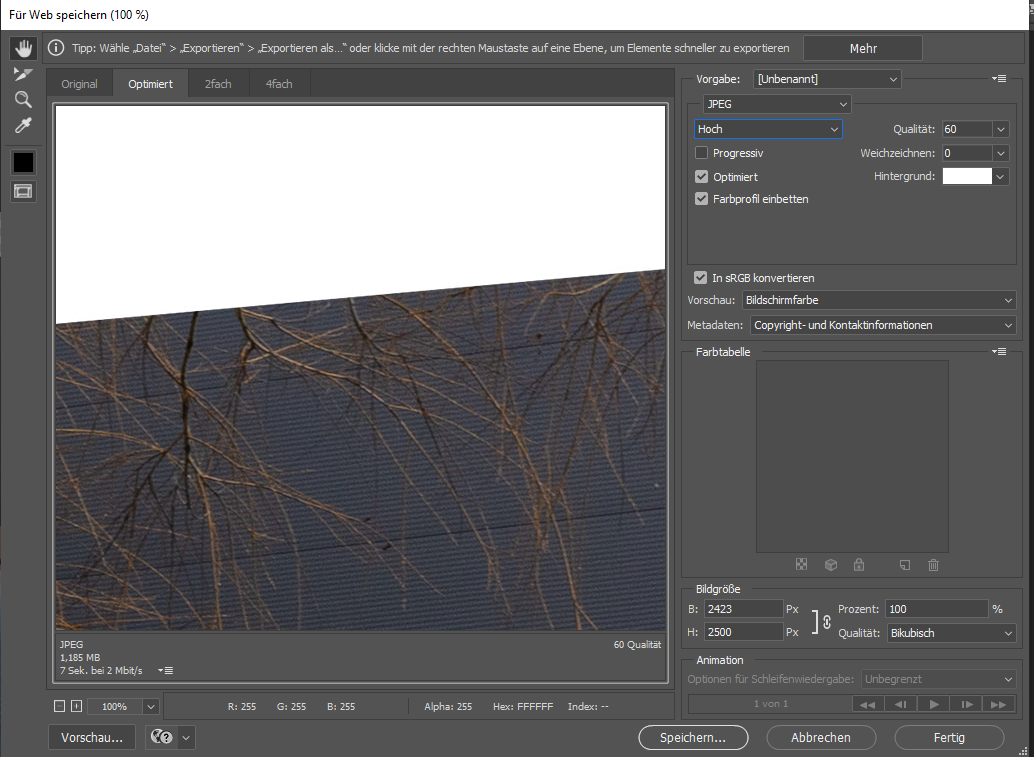 Für Web speichern (100 %)
Tipp: Wähle „Datei“ > „Exportieren“ > „Exportieren als...“ oder klicke mit der rechten Maustaste auf eine Ebene, um Elemente schneller zu exportieren
Mehr
Original Optimiert 2fach 4fach
Vorgabe: [Unbenannt]
JPEG
Hoch Qualität: 60
Progressiv Weichzeichnen: 0
Optimiert Hintergrund:
Farbprofil einbetten
In sRGB konvertieren
Vorschau: Bildschirmfarbe
Metadaten: Copyright- und Kontaktinformationen
Farbtabelle
Bildgröße
B: 2423 Px Prozent: 100 %
H: 2500 Px Qualität: Bikubisch
Animation
Optionen für Schleifenwiedergabe: Unbegrenzt
1 von 1
JPEG 60 Qualität
1,185 MB
7 Sek. bei 2 Mbit/s
100% R: 255 G: 255 B: 255 Alpha: 255 Hex: FFFFFF Index: --
Vorschau... Speichern... Abbrechen Fertig